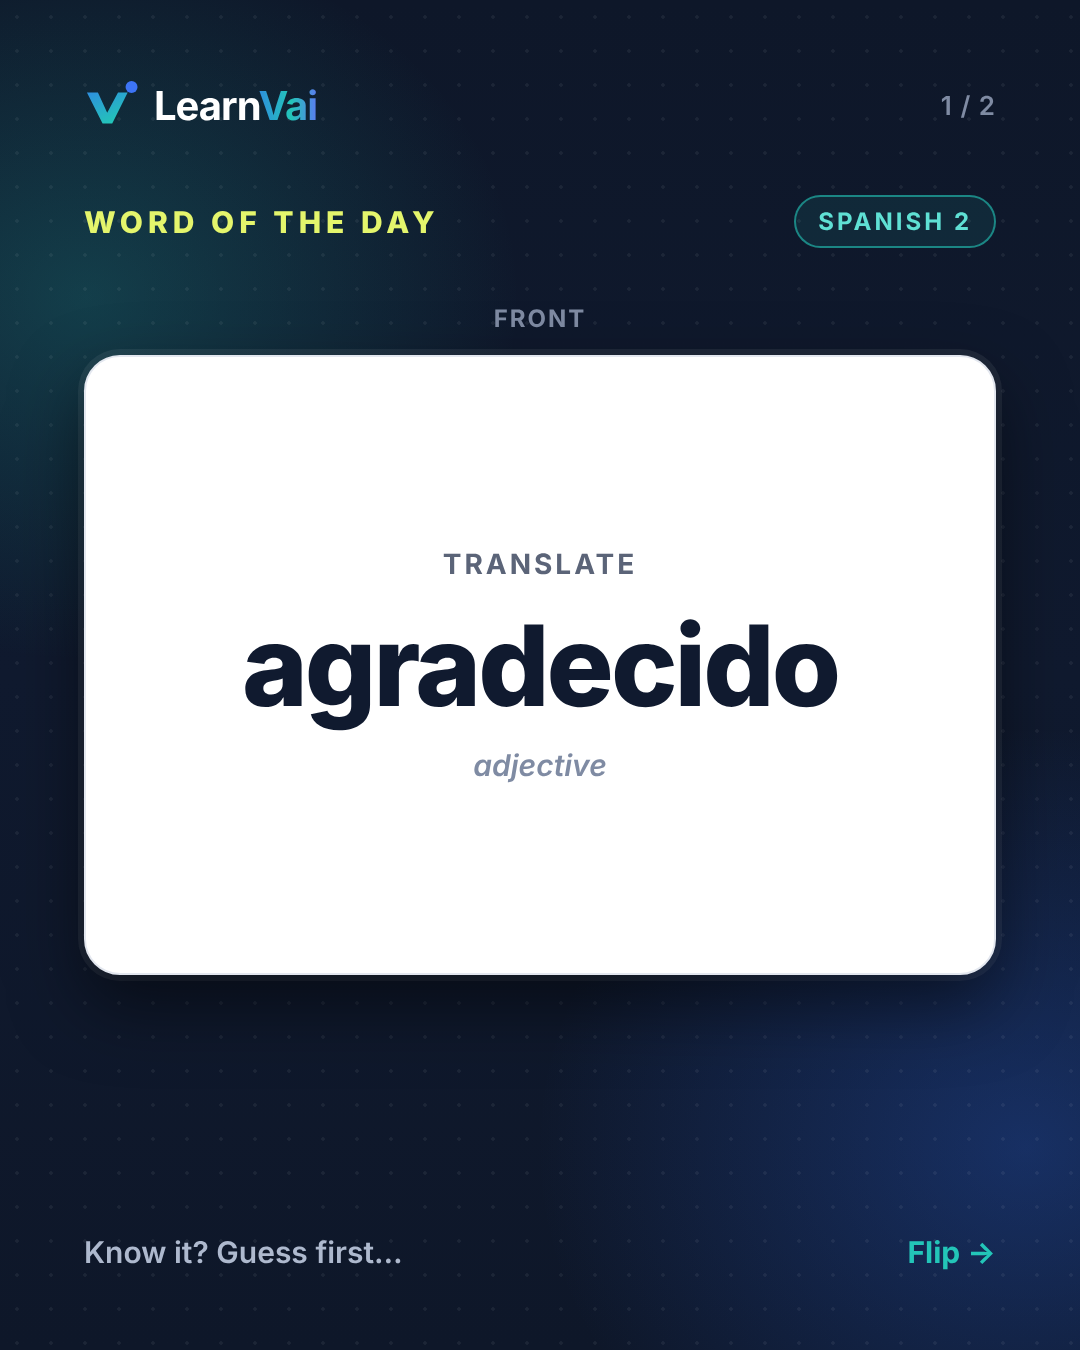 LearnVai
1 / 2
WORD OF THE DAY
SPANISH 2
FRONT
TRANSLATE
agradecido
adjective
Know it? Guess first...
Flip →